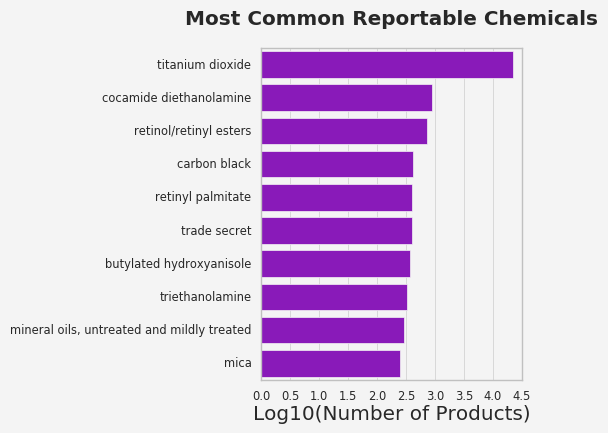 Most Common Reportable Chemicals
titanium dioxide
cocamide diethanolamine
retinol/retinyl esters
carbon black
retinyl palmitate
trade secret
butylated hydroxyanisole
triethanolamine
mineral oils, untreated and mildly treated
mica
0.0 0.5 1.0 1.5 2.0 2.5 3.0 3.5 4.0 4.5
Log10(Number of Products)